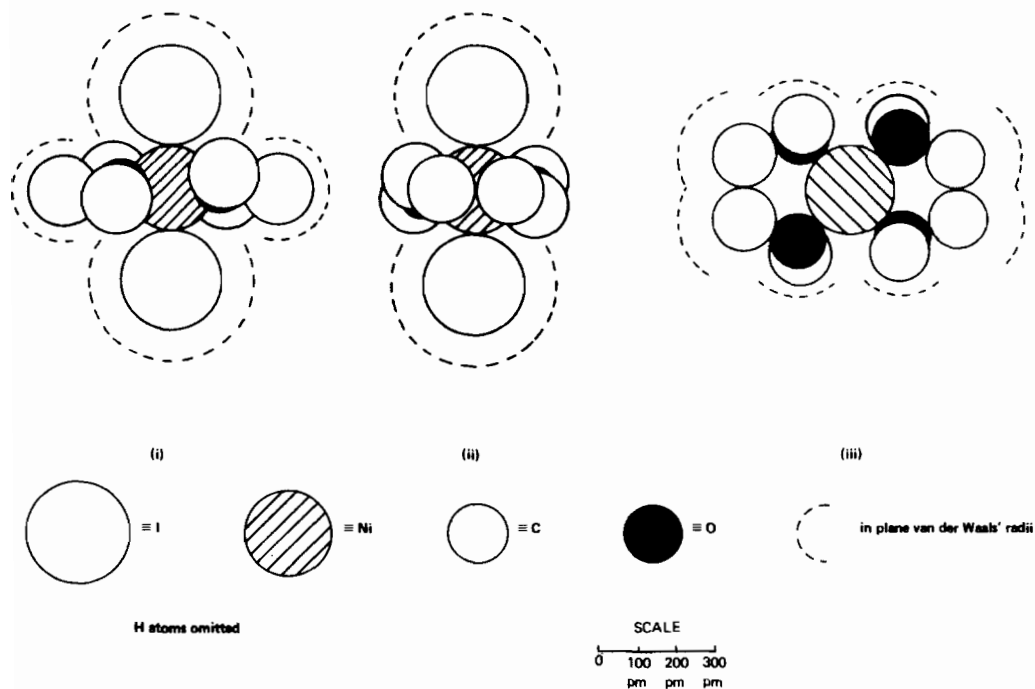 (i) (ii) (iii)
≡ I ≡ Ni ≡ C ≡ O in plane van der Waals' radii
H atoms omitted
SCALE
0 100 200 300
pm pm pm